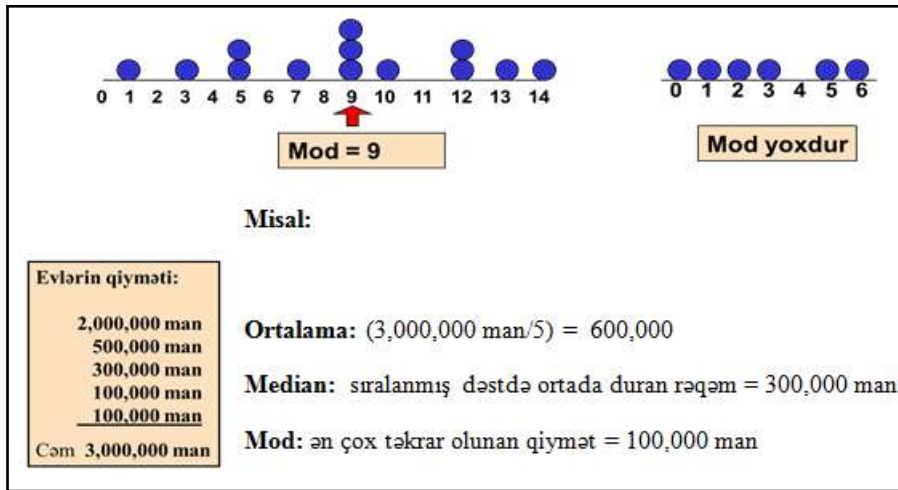 0 1 2 3 4 5 6 7 8 9 10 11 12 13 14
0 1 2 3 4 5 6
Mod = 9
Mod yoxdur
Misal:
Evlərin qiyməti:
2,000,000 man
500,000 man
300,000 man
100,000 man
100,000 man
Cəm 3,000,000 man
Ortalama: (3,000,000 man/5) = 600,000
Median: sıralanmış dəstdə ortada duran rəqəm = 300,000 man
Mod: ən çox təkrar olunan qiymət = 100,000 man